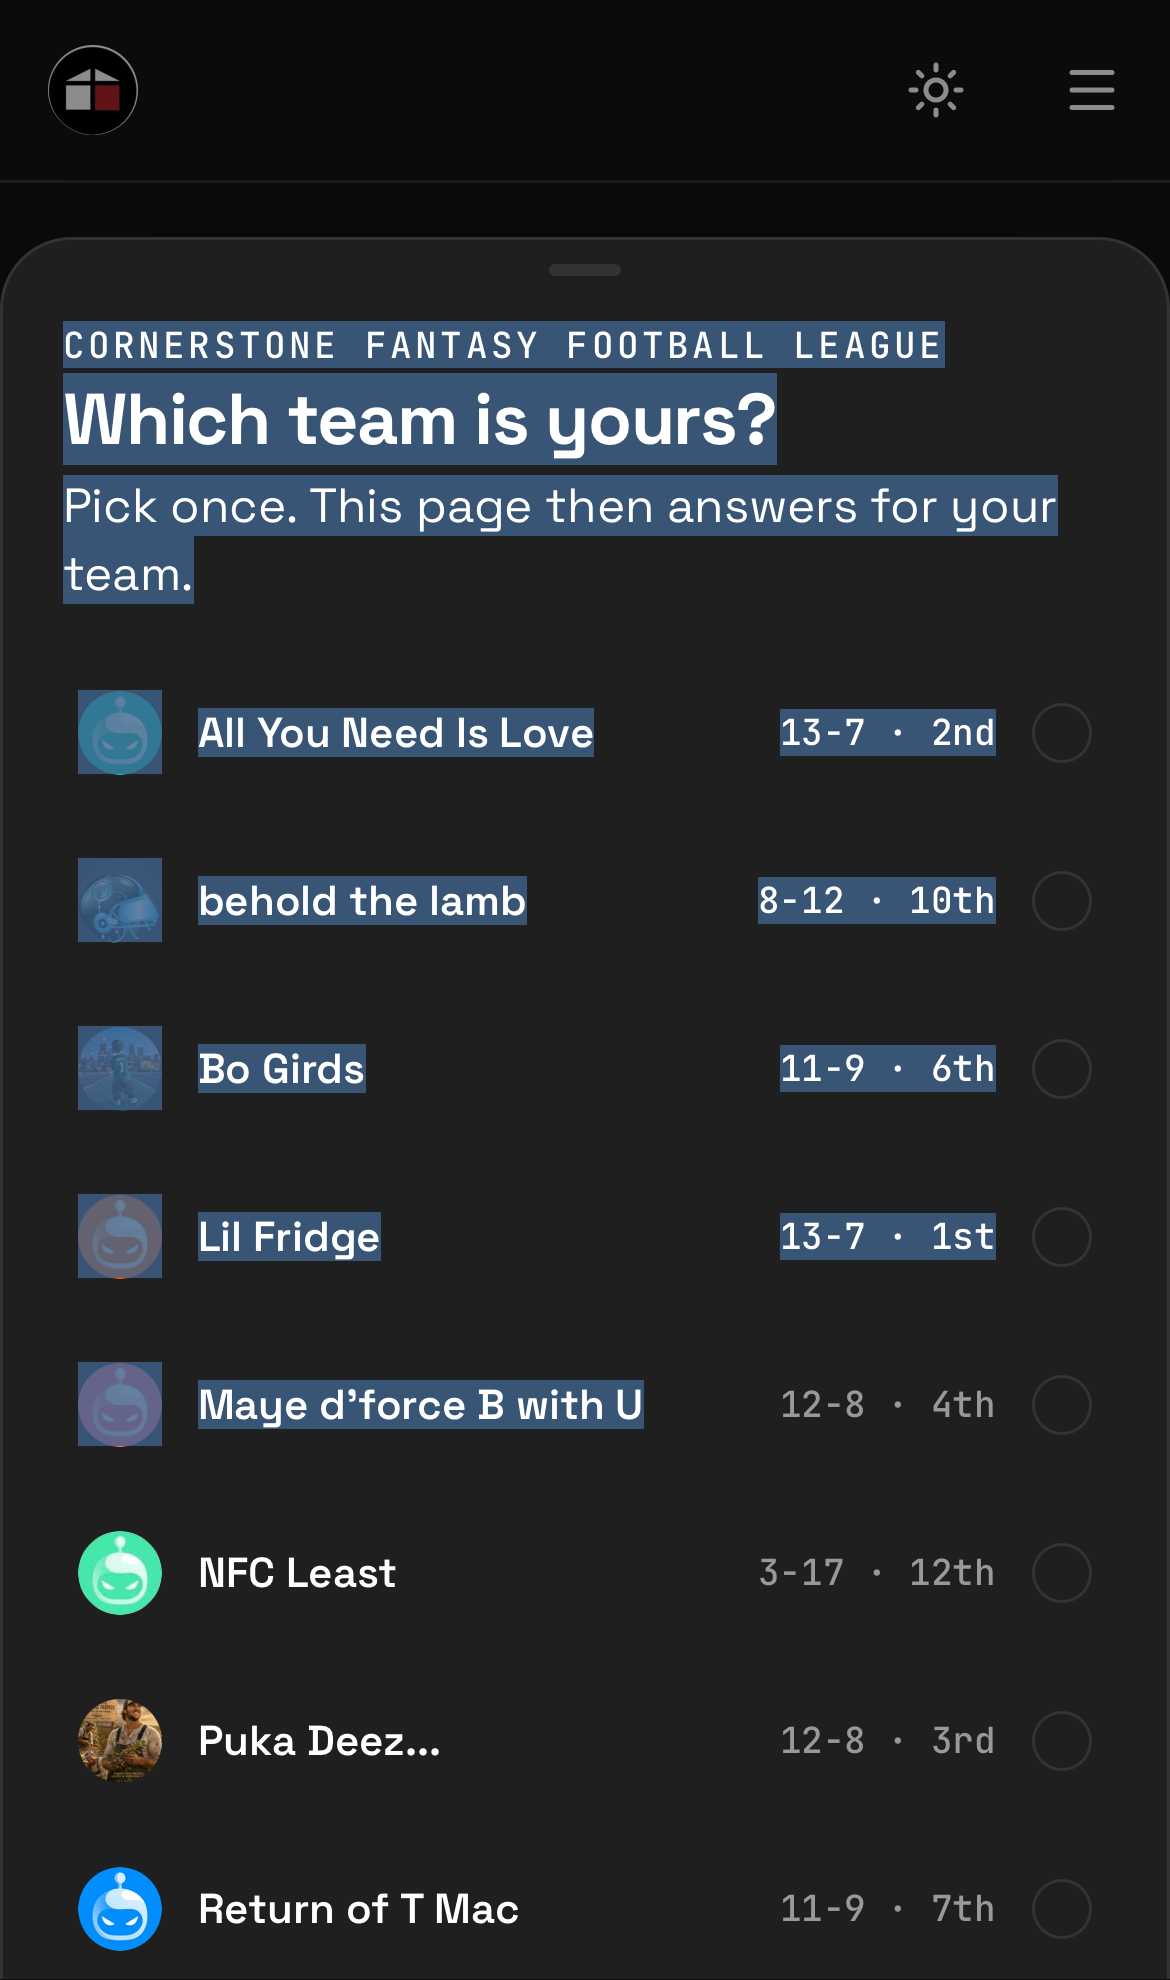 CORNERSTONE FANTASY FOOTBALL LEAGUE
Which team is yours?
Pick once. This page then answers for your
team.
All You Need Is Love 13-7 · 2nd
behold the lamb 8-12 · 10th
Bo Girds 11-9 · 6th
Lil Fridge 13-7 · 1st
Maye d’force B with U 12-8 · 4th
NFC Least 3-17 · 12th
Puka Deez... 12-8 · 3rd
Return of T Mac 11-9 · 7th